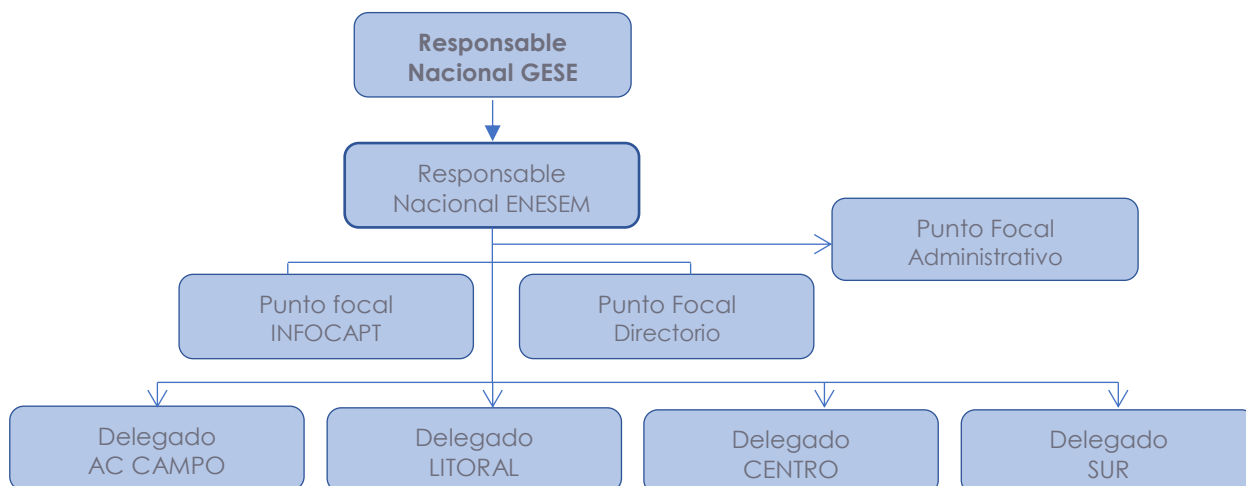 Responsable
Nacional GESE
Responsable
Nacional ENESEM
Punto Focal
Administrativo
Punto focal
INFOCAPT
Punto Focal
Directorio
Delegado
AC CAMPO
Delegado
LITORAL
Delegado
CENTRO
Delegado
SUR